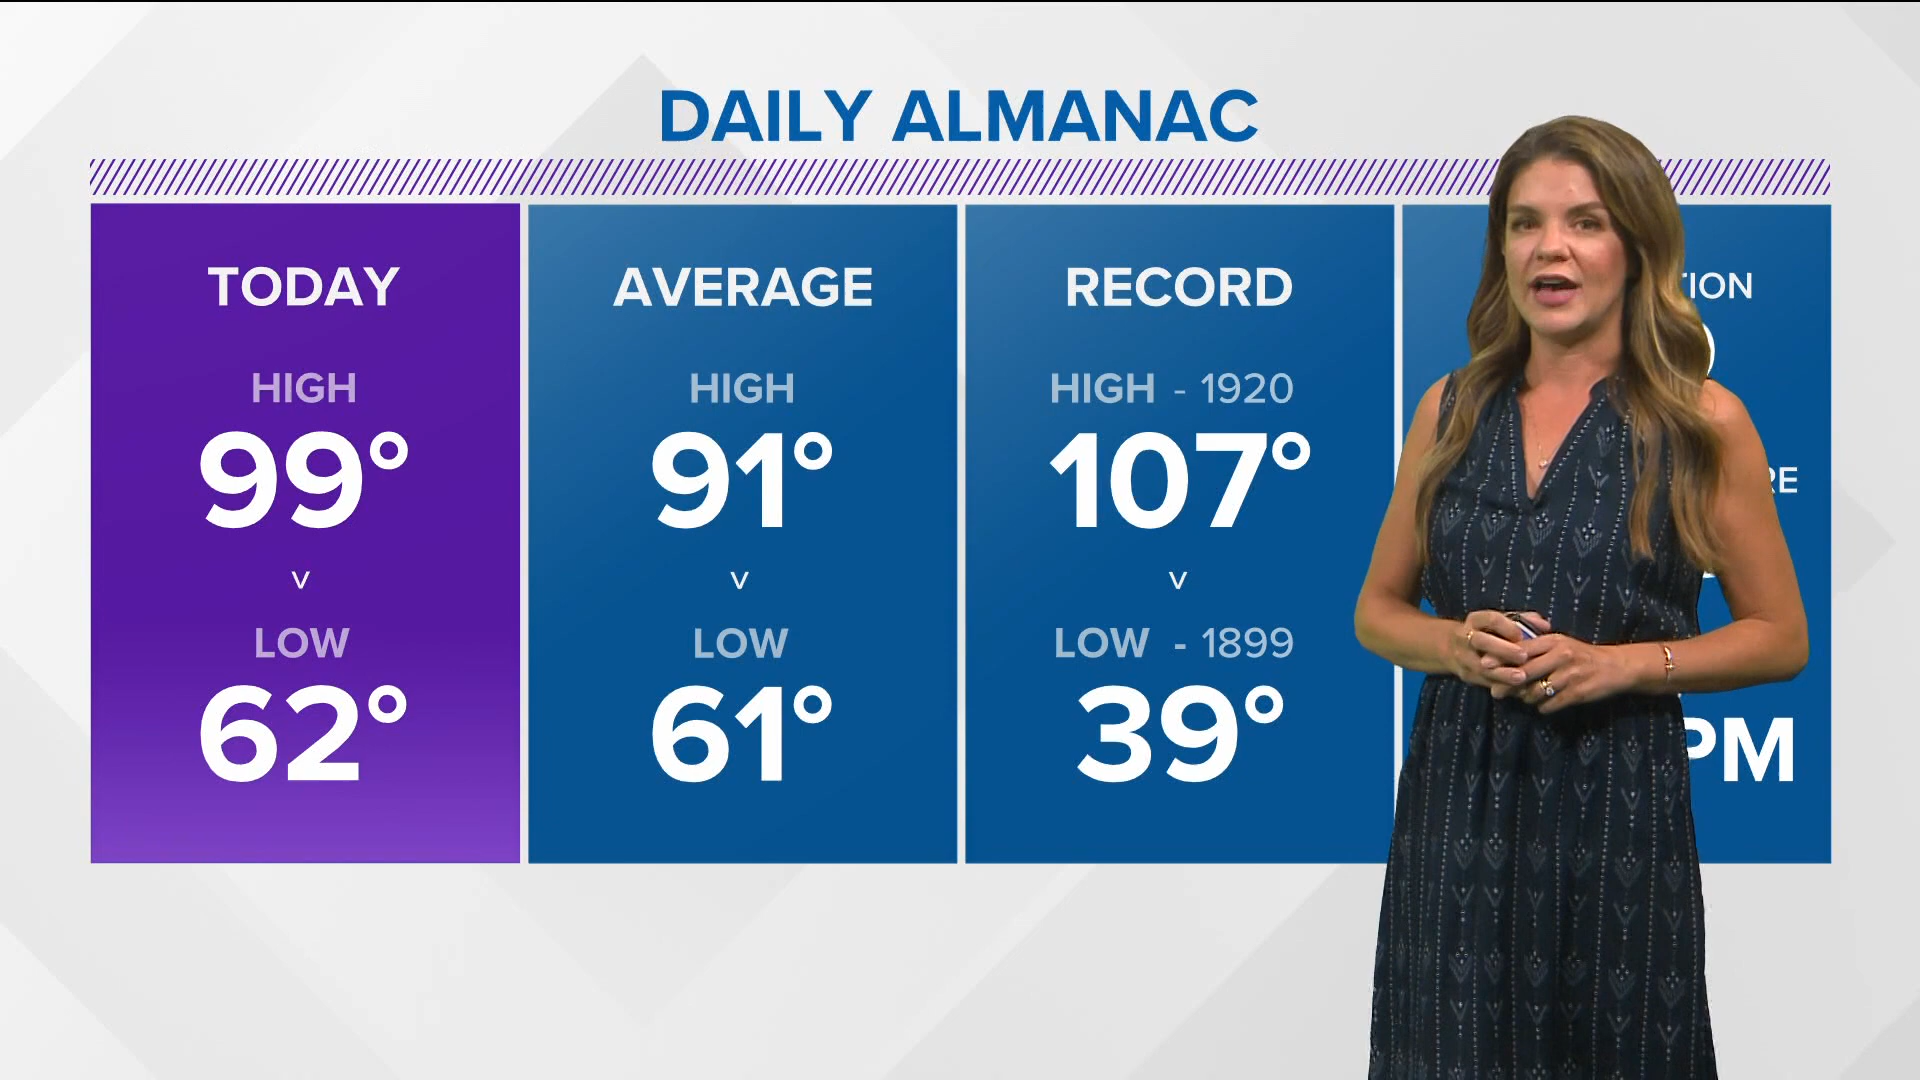 DAILY ALMANAC
TODAY
HIGH
99°
v
LOW
62°
AVERAGE
HIGH
91°
v
LOW
61°
RECORD
HIGH - 1920
107°
v
LOW - 1899
39°
PM